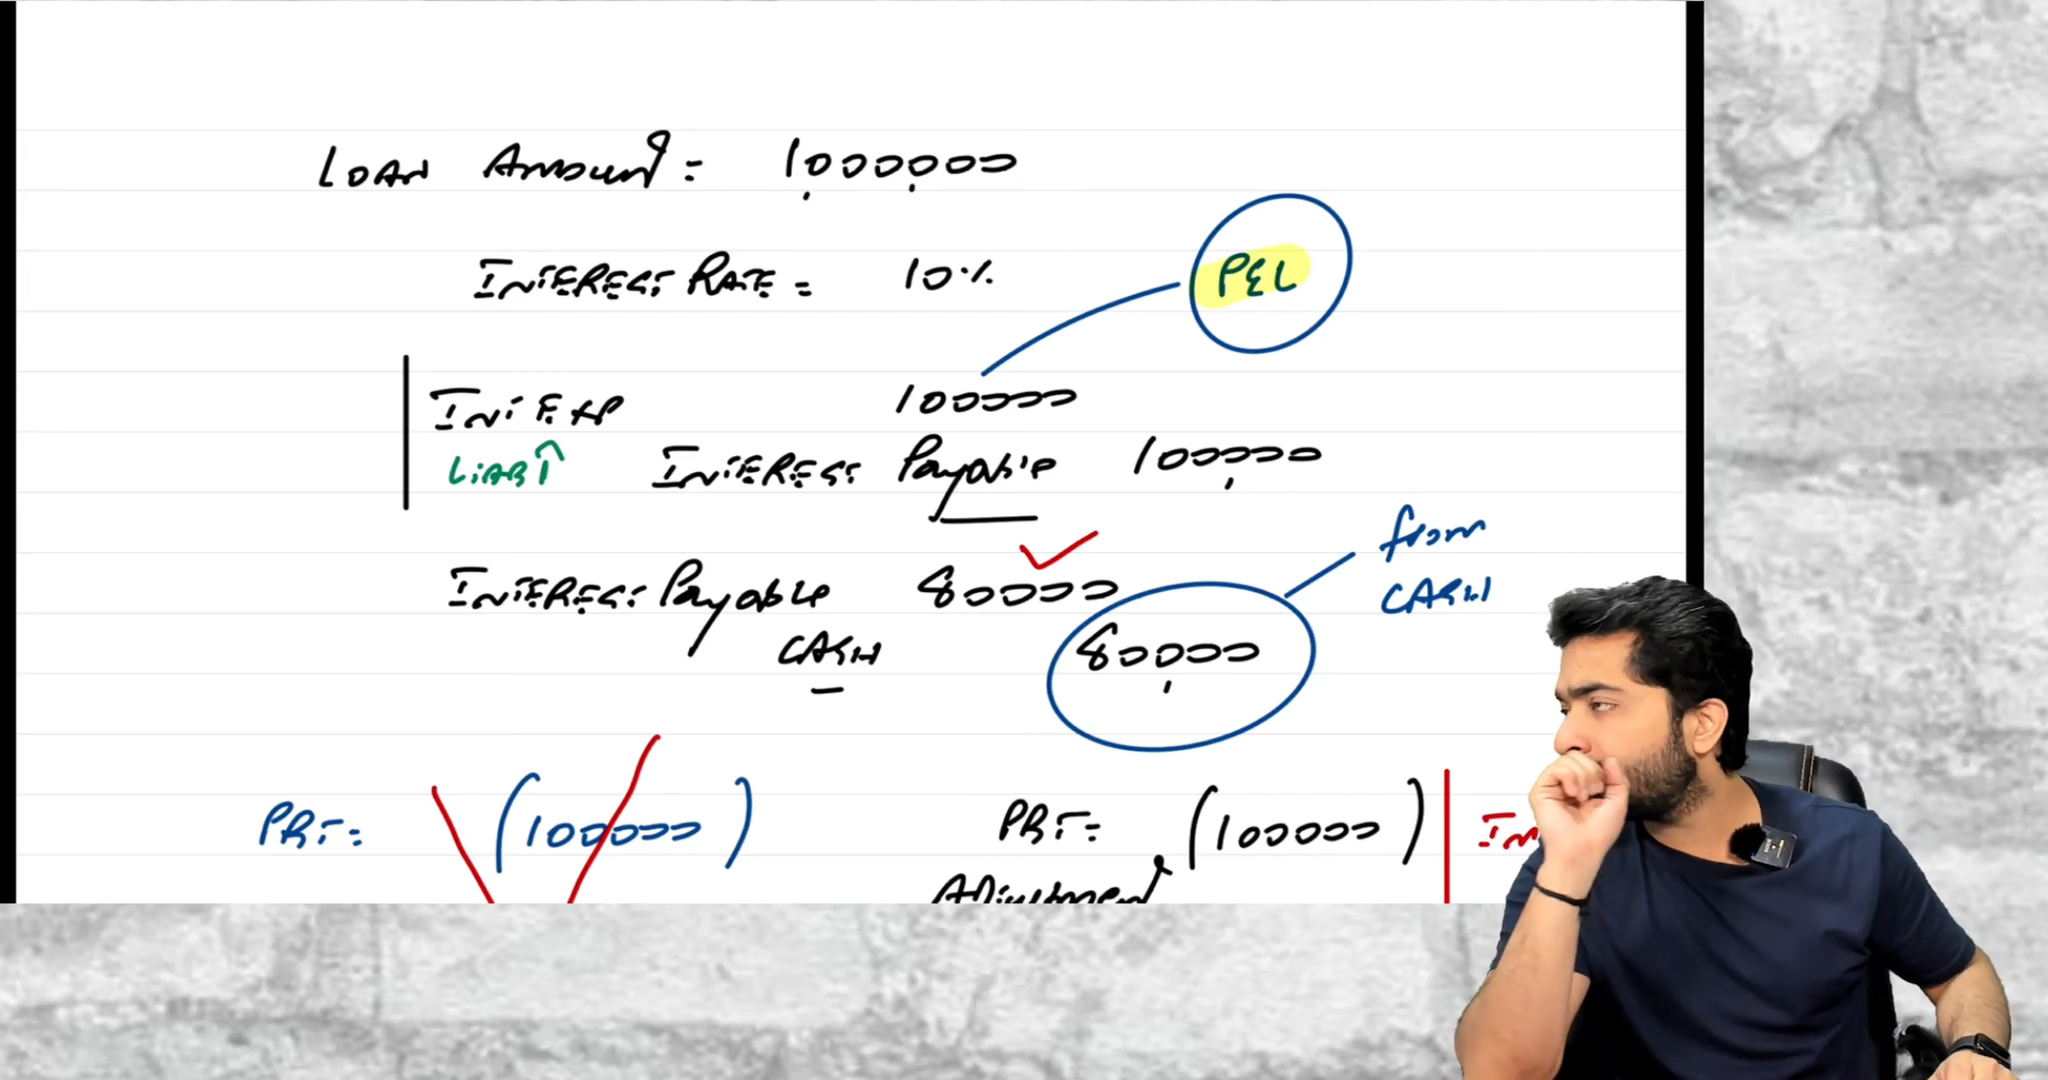 LOAN AMOUNT = 1000000
INTEREST RATE = 10%
P&L
INT EXP 100000
LIAB↑ INTEREST Payable 100000
from
CASH
INTEREST Payable 80000
CASH 80000
PBT= (100000)
PBT= (100000)
Adjustment